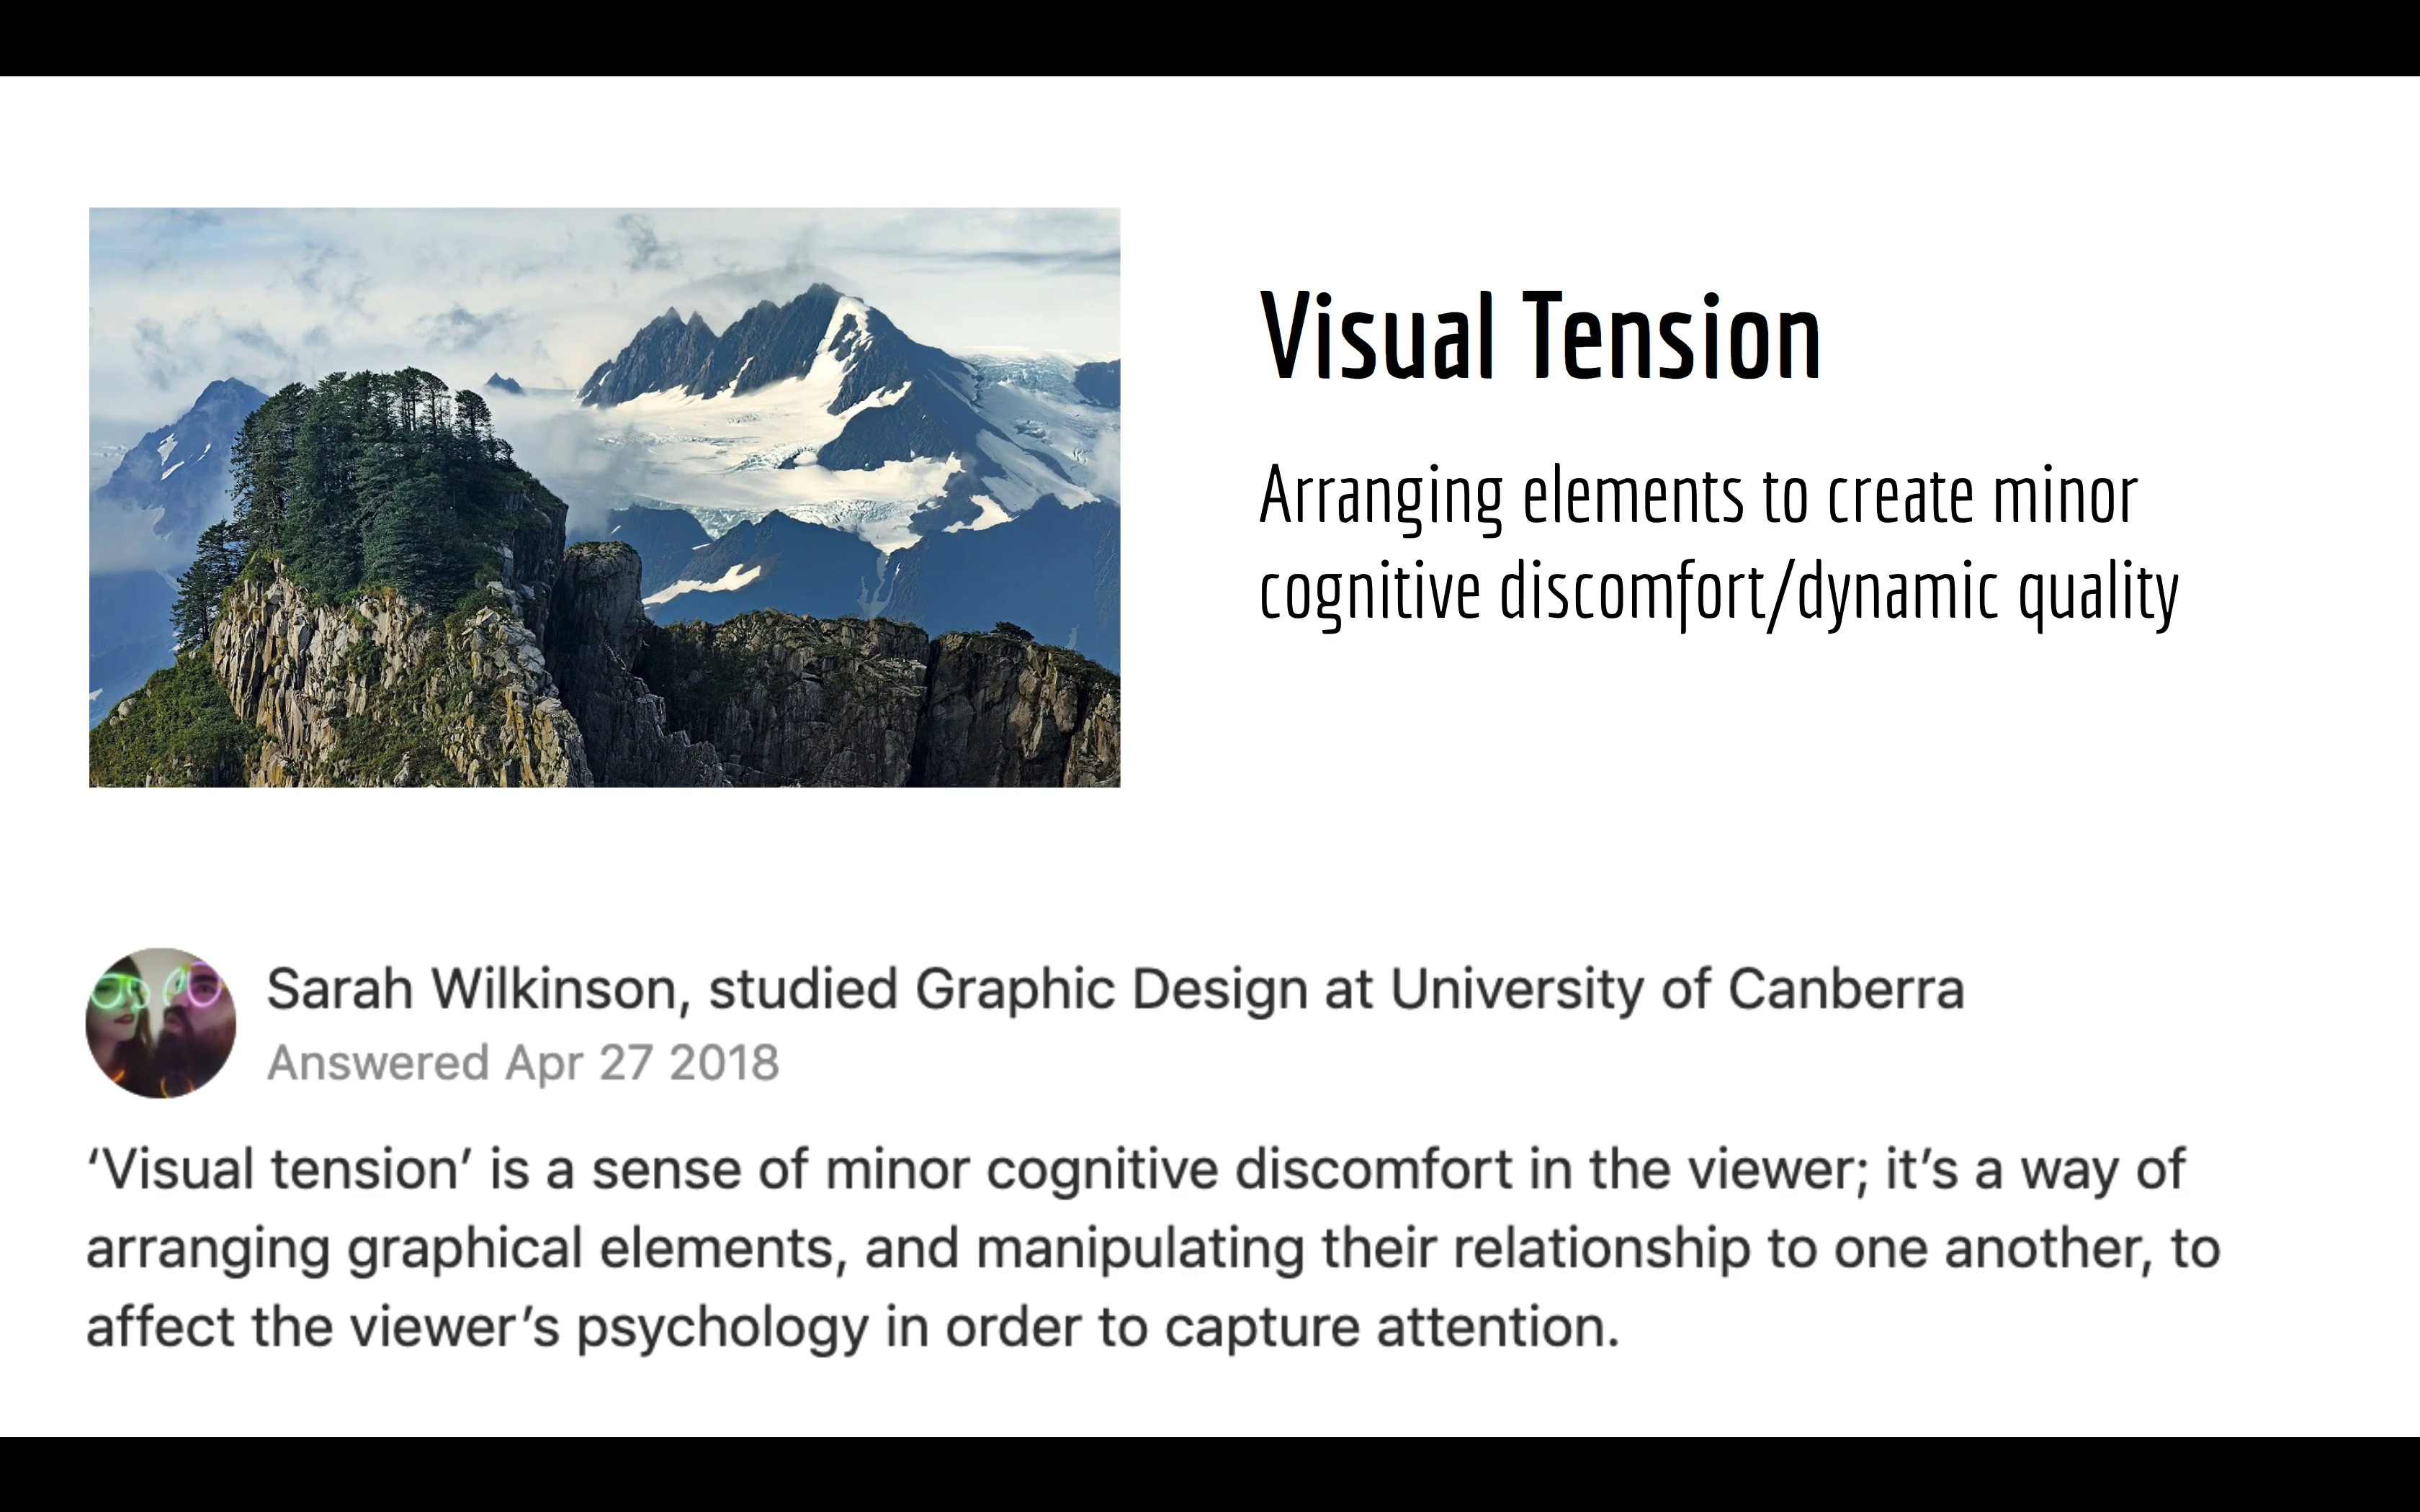 Visual Tension
Arranging elements to create minor
cognitive discomfort/dynamic quality
Sarah Wilkinson, studied Graphic Design at University of Canberra
Answered Apr 27 2018
‘Visual tension’ is a sense of minor cognitive discomfort in the viewer; it’s a way of
arranging graphical elements, and manipulating their relationship to one another, to
affect the viewer’s psychology in order to capture attention.